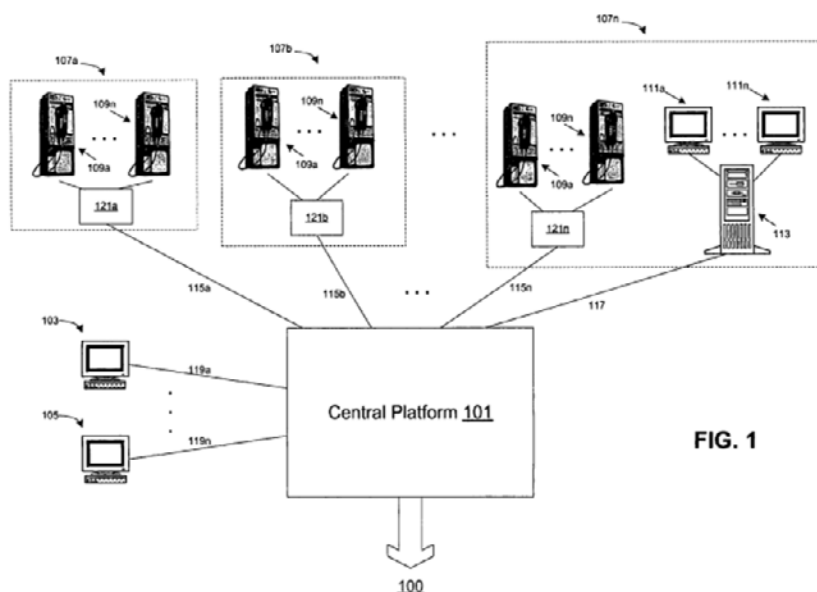 107a
107b
107n
109n
109a
121a
109n
109a
121b
109n
109a
121n
111a
111n
113
115a
115b
115n
117
103
119a
105
119n
Central Platform 101
FIG. 1
100